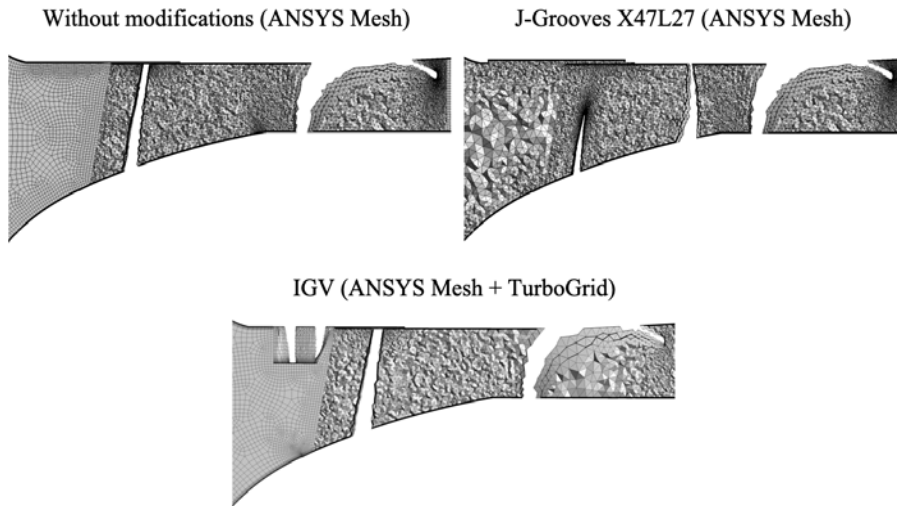 Without modifications (ANSYS Mesh)
J-Grooves X47L27 (ANSYS Mesh)
IGV (ANSYS Mesh + TurboGrid)